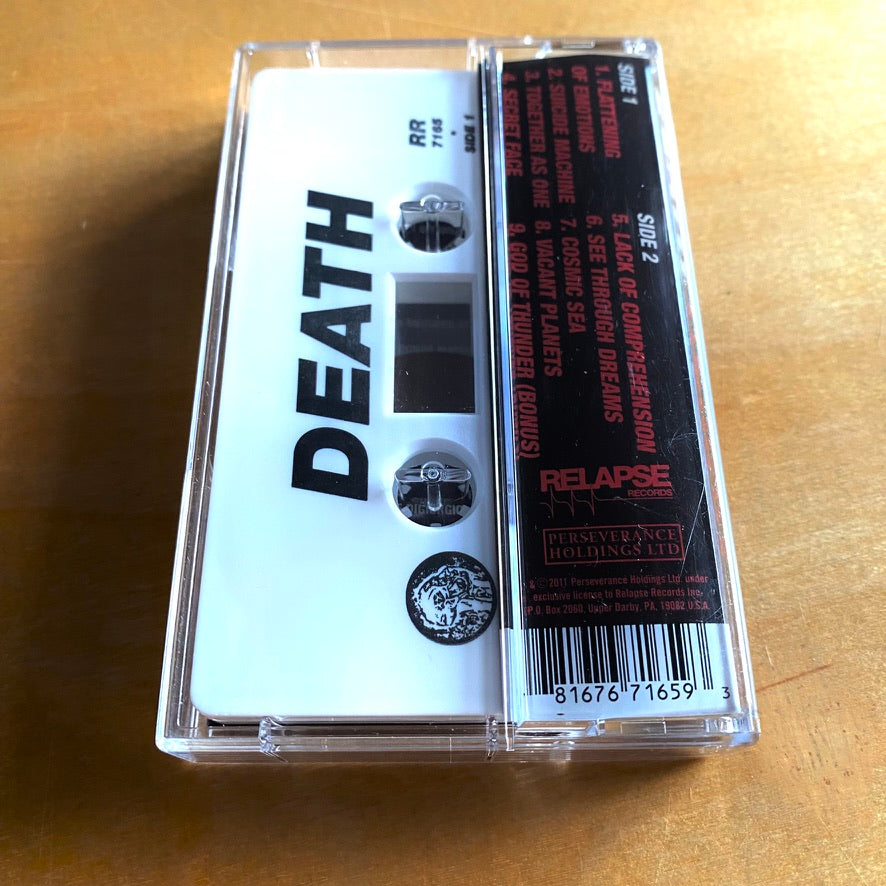 DEATH
RR
7165
SIDE 1
SIDE 1
1. FLATTENING
OF EMOTIONS
2. SUICIDE MACHINE
3. TOGETHER AS ONE
4. SECRET FACE
SIDE 2
5. LACK OF COMPREHENSION
6. SEE THROUGH DREAMS
7. COSMIC SEA
8. VACANT PLANETS
9. GOD OF THUNDER (BONUS)
RELAPSE
RECORDS
PERSEVERANCE
HOLDINGS LTD
& © 2011 Perseverance Holdings Ltd. under
exclusive license to Relapse Records Inc.
P.O. Box 2060, Upper Darby, PA, 19082 U.S.A.
81676 71659 3